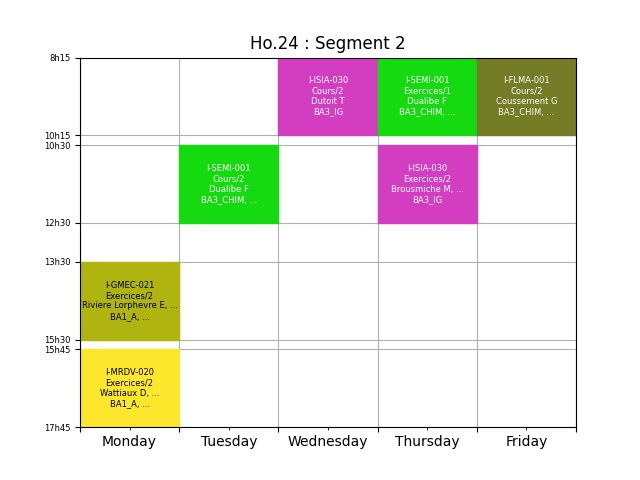 Ho.24 : Segment 2
8h15
10h15
10h30
12h30
13h30
15h30
15h45
17h45
I-ISIA-030
Cours/2
Dutoit T
BA3_IG
I-SEMI-001
Exercices/1
Dualibe F
BA3_CHIM, ...
I-FLMA-001
Cours/2
Coussement G
BA3_CHIM, ...
I-SEMI-001
Cours/2
Dualibe F
BA3_CHIM, ...
I-ISIA-030
Exercices/2
Brousmiche M, ...
BA3_IG
I-GMEC-021
Exercices/2
Riviere Lorphevre E, ...
BA1_A, ...
I-MRDV-020
Exercices/2
Wattiaux D, ...
BA1_A, ...
Monday
Tuesday
Wednesday
Thursday
Friday